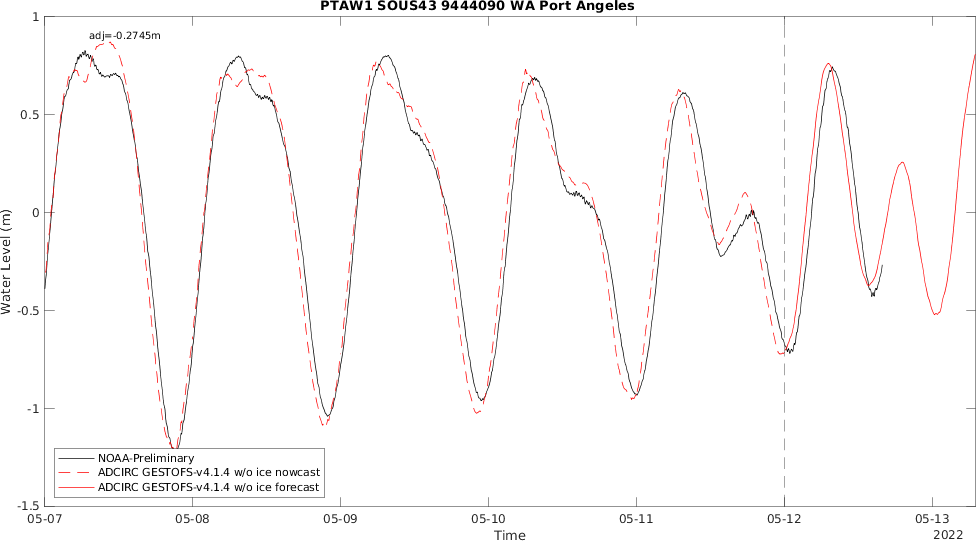 PTAW1 SOUS43 9444090 WA Port Angeles
adj=-0.2745m
1
0.5
0
-0.5
-1
-1.5
Water Level (m)
NOAA-Preliminary
ADCIRC GESTOFS-v4.1.4 w/o ice nowcast
ADCIRC GESTOFS-v4.1.4 w/o ice forecast
05-07 05-08 05-09 05-10 05-11 05-12 05-13
Time
2022